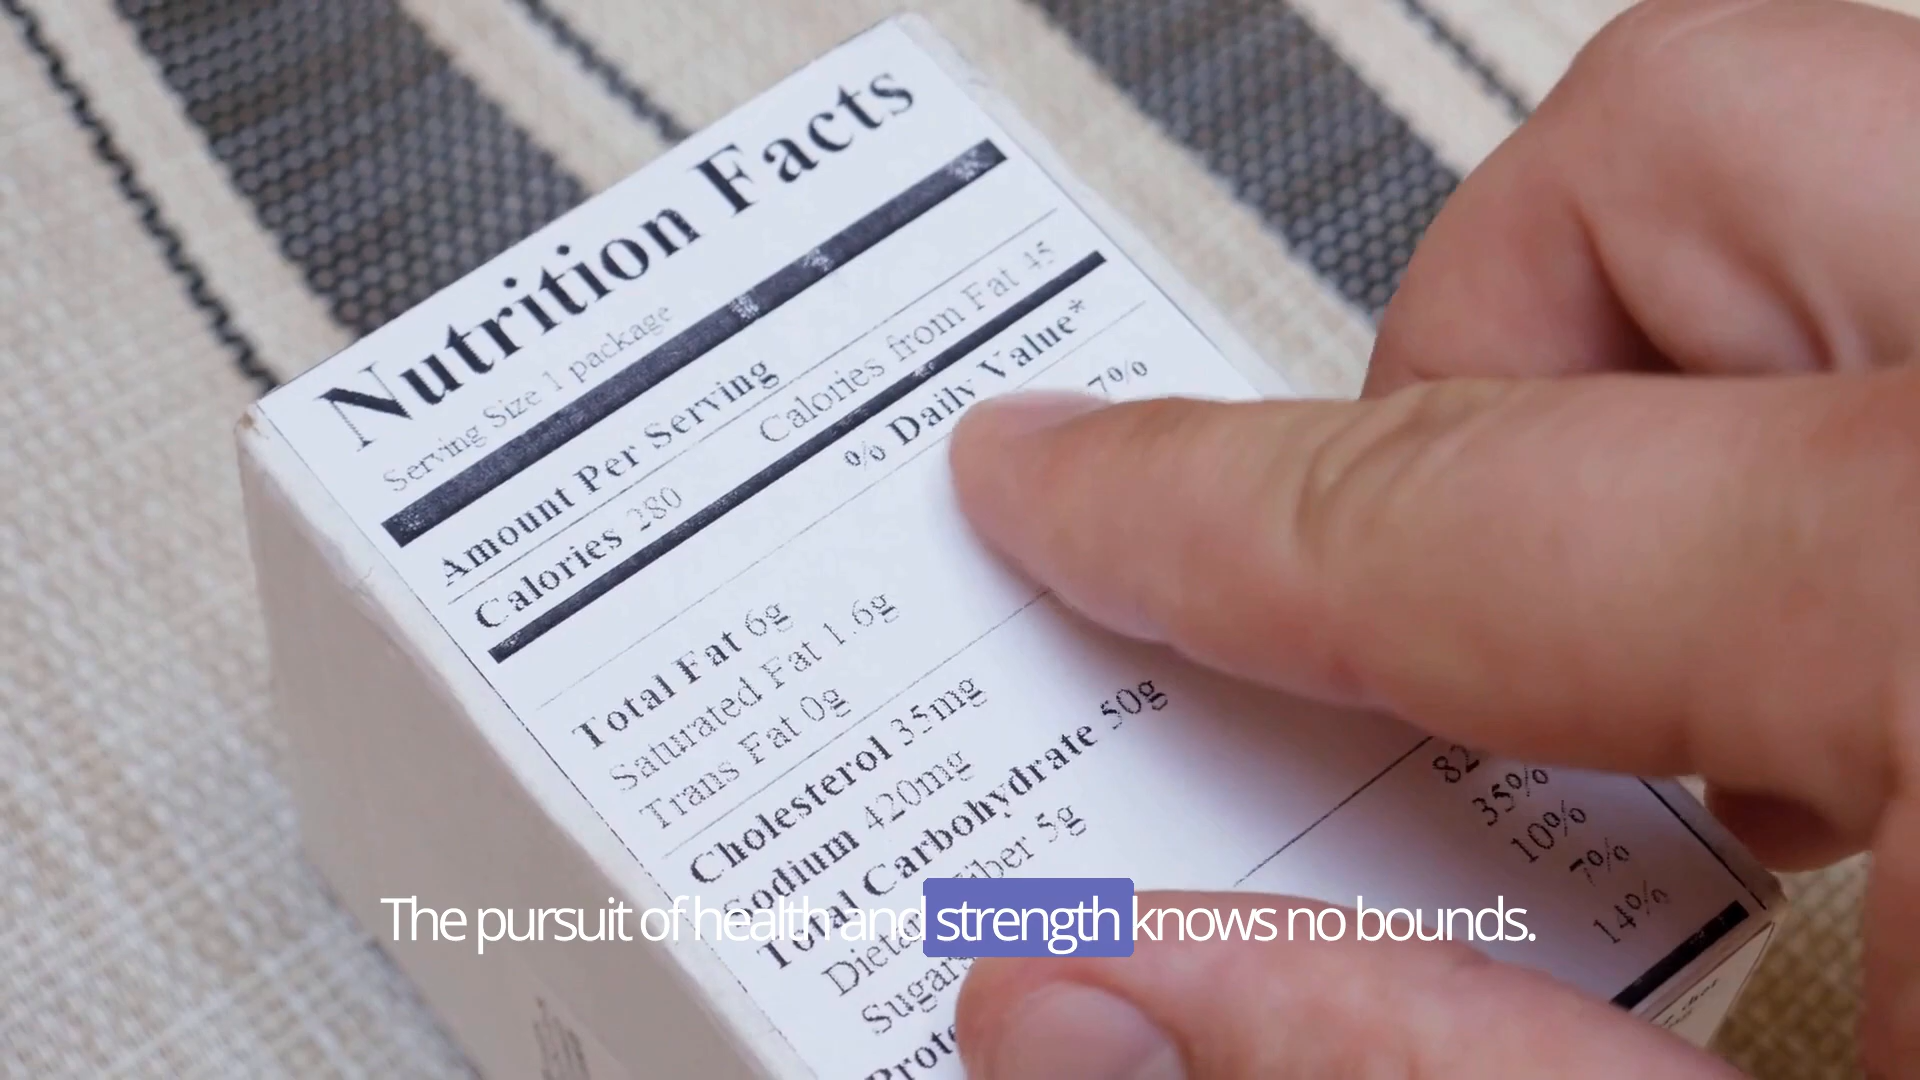 Nutrition Facts
Serving Size 1 package
Amount Per Serving
Calories 280 Calories from Fat 45
% Daily Value*
7%
Total Fat 6g
Saturated Fat 1.6g
Trans Fat 0g
Cholesterol 35mg
Sodium 420mg
Total Carbohydrate 50g
5g
35%
10%
7%
14%
The pursuit of health and strength knows no bounds.